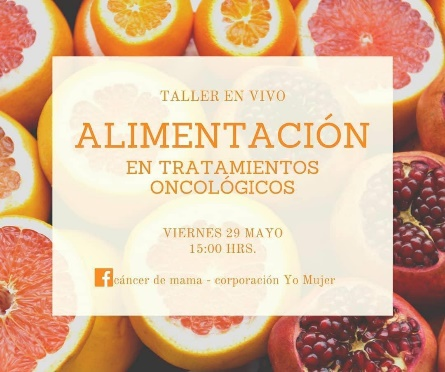 TALLER EN VIVO
ALIMENTACIÓN
EN TRATAMIENTOS
ONCOLÓGICOS
VIERNES 29 MAYO
15:00 HRS.
cáncer de mama - corporación Yo Mujer